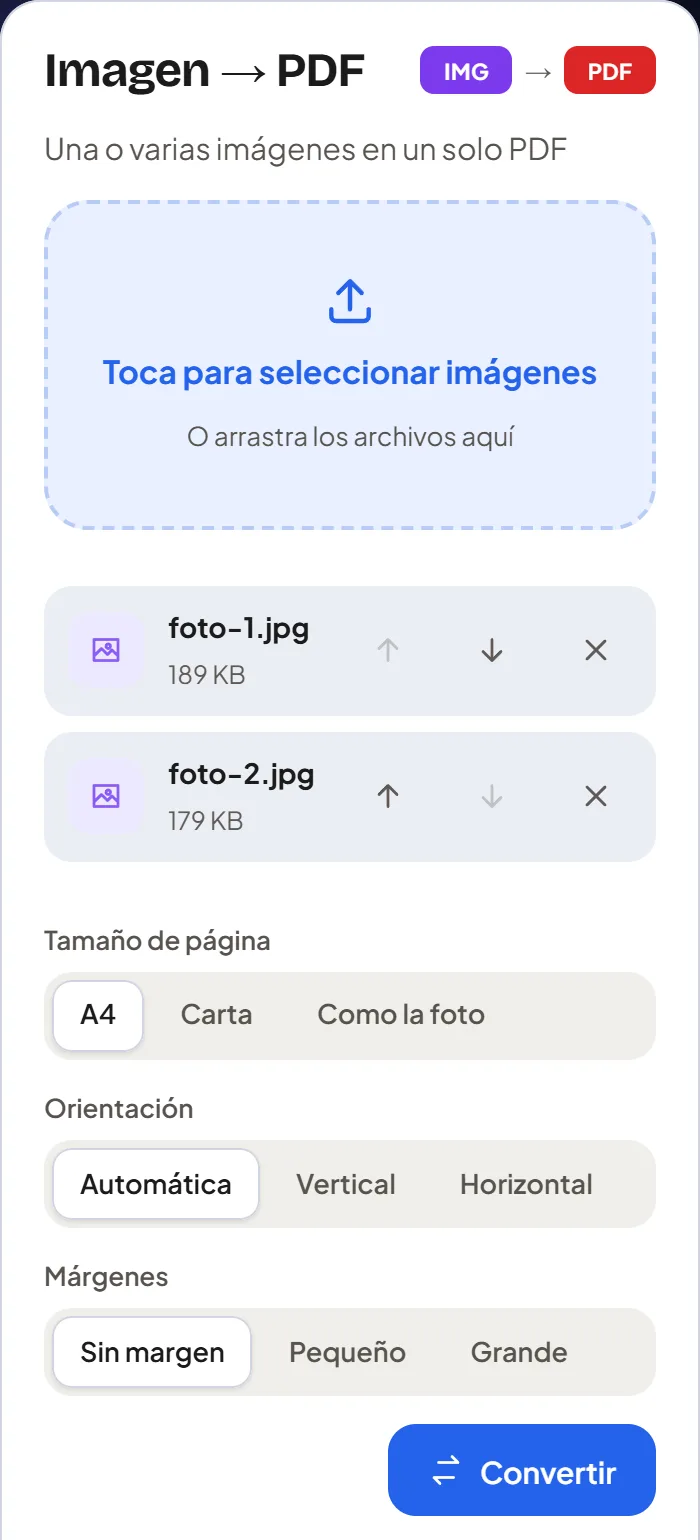 Imagen → PDF IMG → PDF
Una o varias imágenes en un solo PDF
Toca para seleccionar imágenes
O arrastra los archivos aquí
foto-1.jpg
189 KB
foto-2.jpg
179 KB
Tamaño de página
A4 Carta Como la foto
Orientación
Automática Vertical Horizontal
Márgenes
Sin margen Pequeño Grande
Convertir